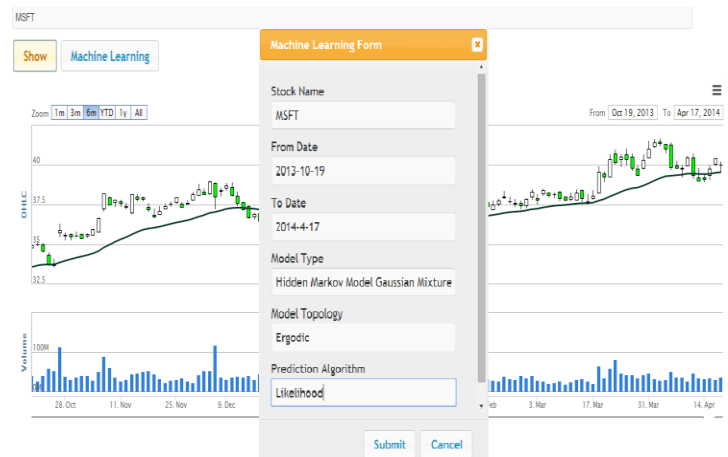 MSFT
Show Machine Learning
Zoom 1m 3m 6m YTD 1y All
From Oct 19, 2013 To Apr 17, 2014
OHLC
40
37.5
35
32.5
Volume
100M
0M
28. Oct 11. Nov 25. Nov 9. Dec
eb 3. Mar 17. Mar 31. Mar 14. Apr
Machine Learning Form
x
Stock Name
MSFT
From Date
2013-10-19
To Date
2014-4-17
Model Type
Hidden Markov Model Gaussian Mixture
Model Topology
Ergodic
Prediction Algorithm
Likelihood
Submit Cancel